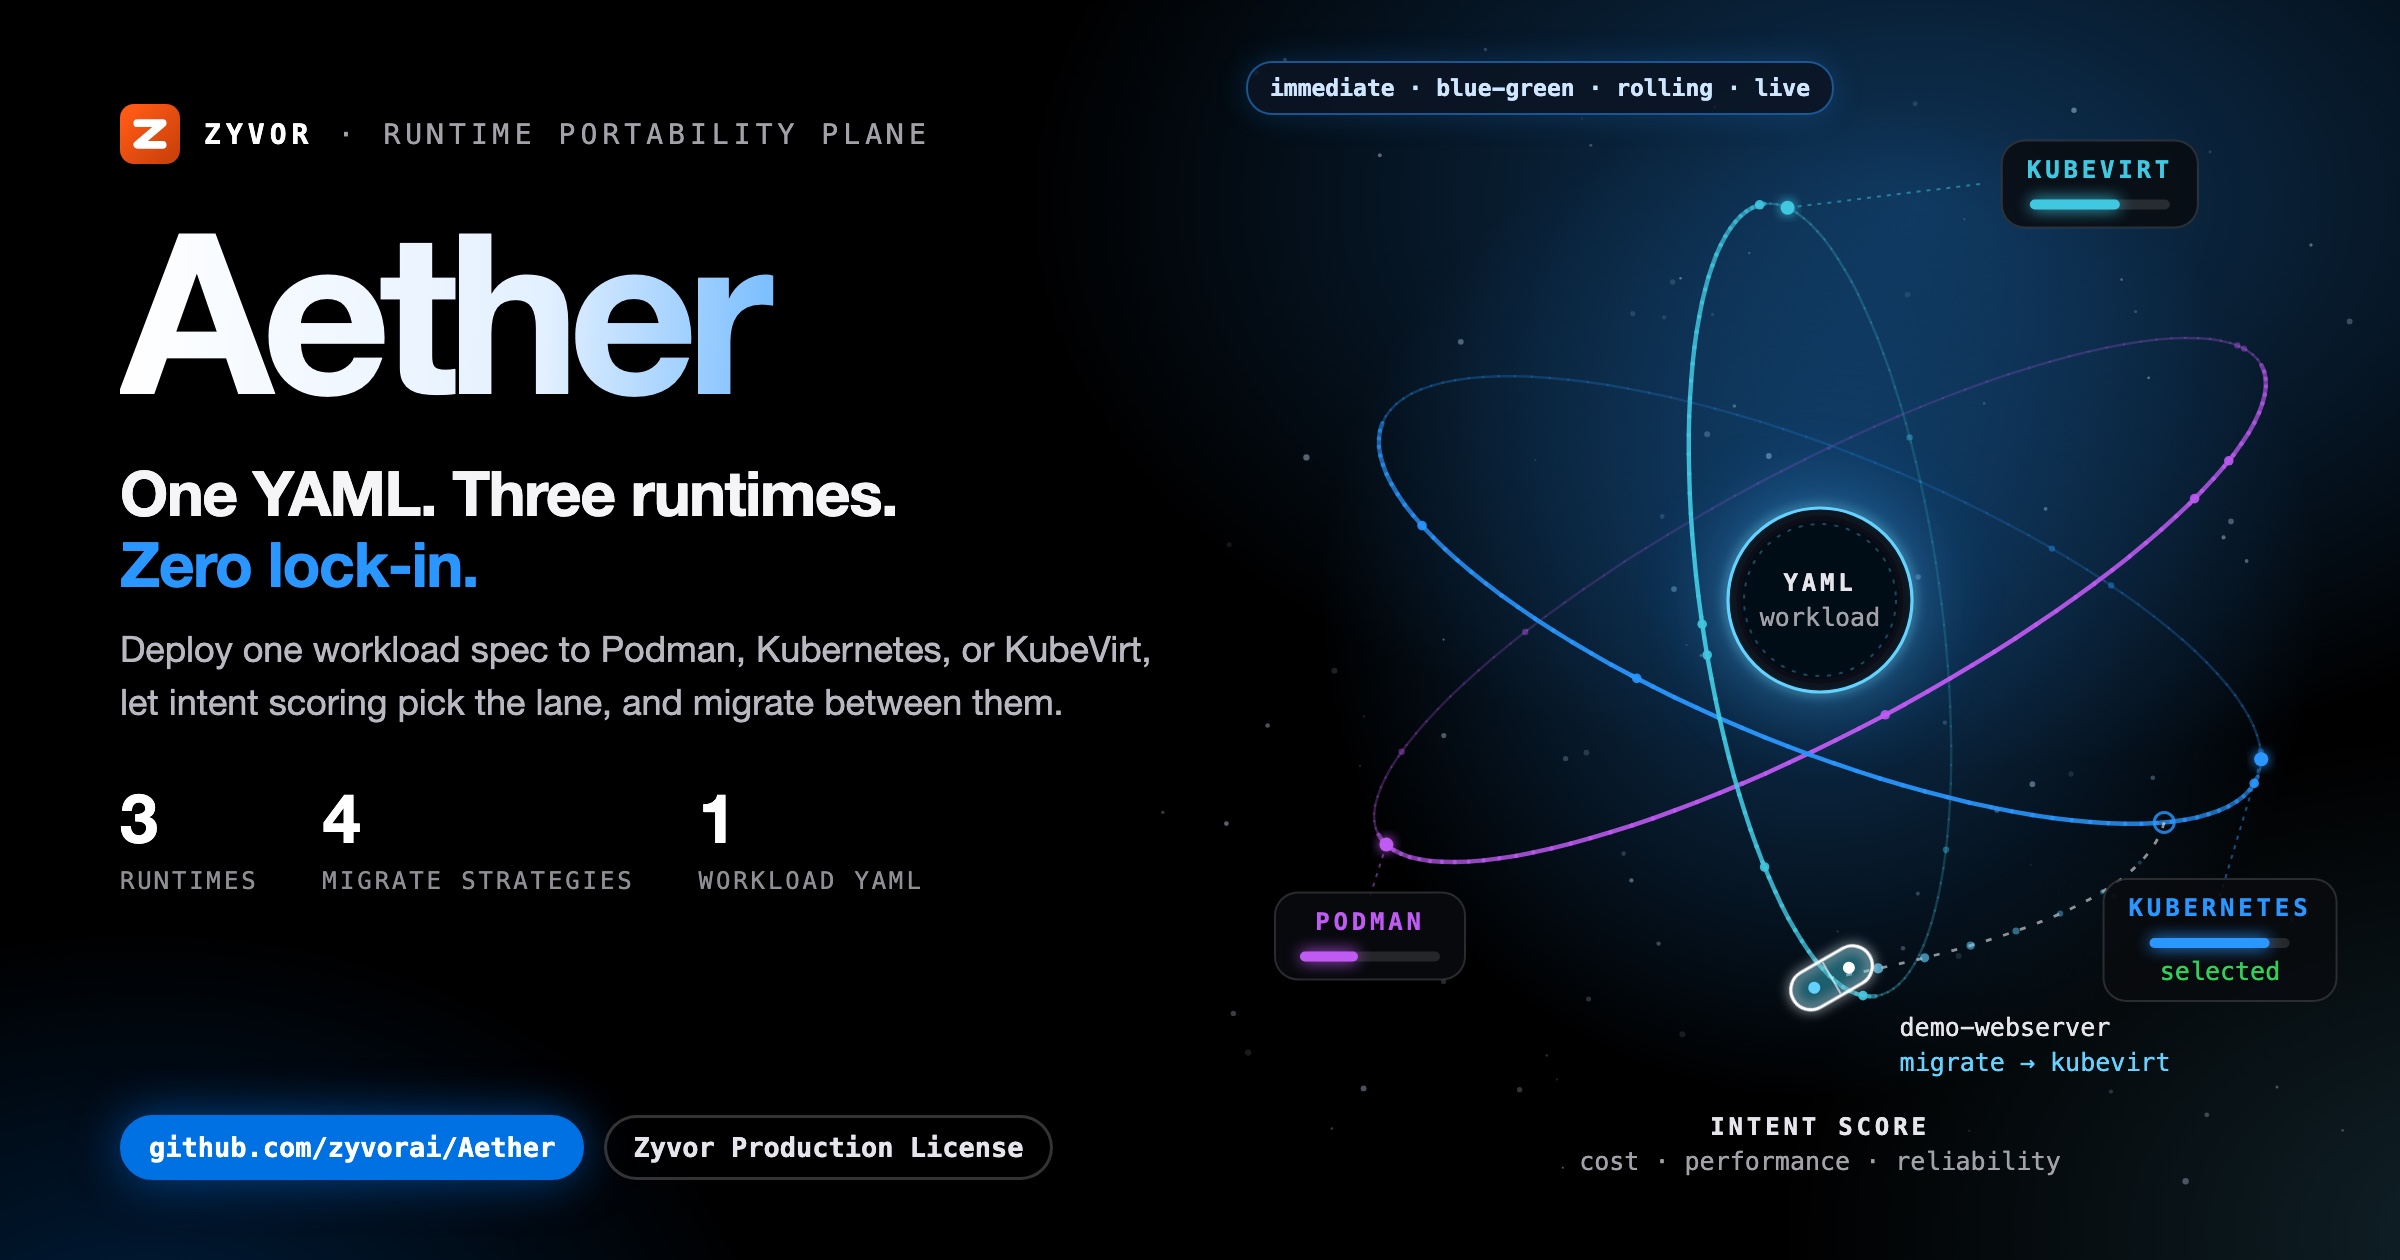 ZYVOR · RUNTIME PORTABILITY PLANE
Aether
One YAML. Three runtimes.
Zero lock-in.
Deploy one workload spec to Podman, Kubernetes, or KubeVirt,
let intent scoring pick the lane, and migrate between them.
3
RUNTIMES
4
MIGRATE STRATEGIES
1
WORKLOAD YAML
github.com/zyvorai/Aether
Zyvor Production License
immediate · blue-green · rolling · live
KUBEVIRT
YAML
workload
PODMAN
KUBERNETES
selected
demo-webserver
migrate → kubevirt
INTENT SCORE
cost · performance · reliability